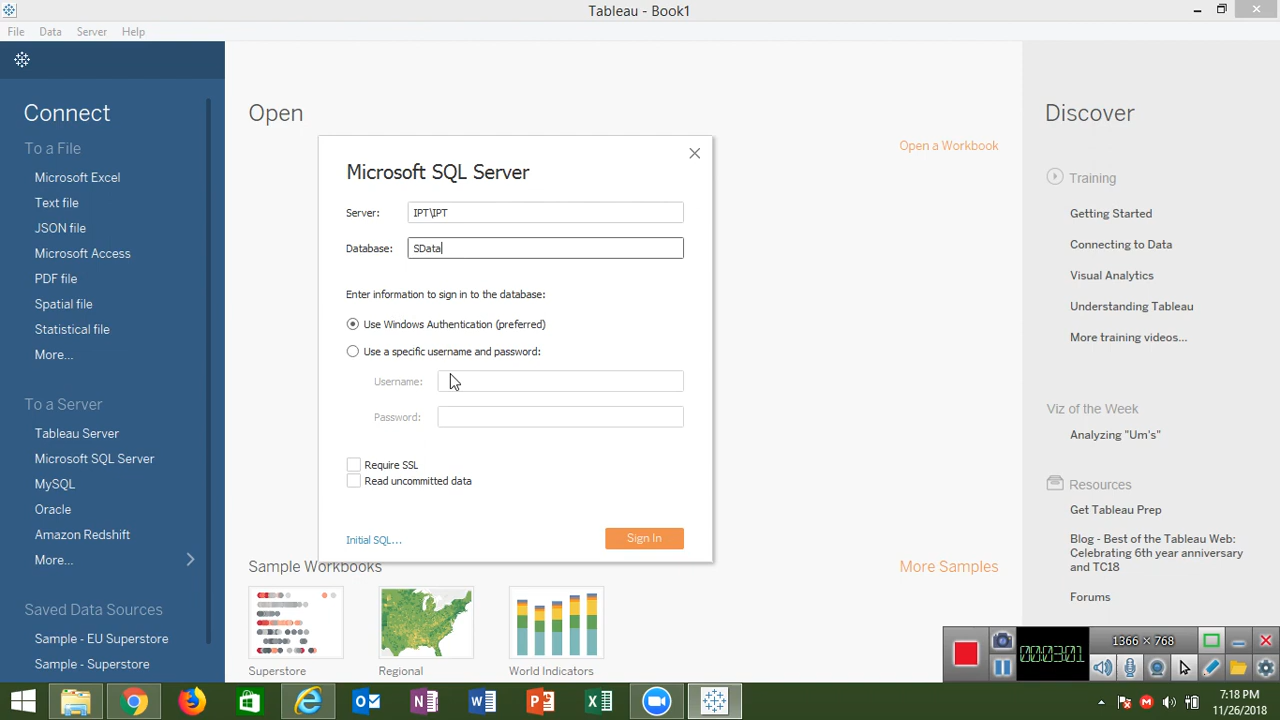 Tableau - Book1
File Data Server Help
Connect
To a File
Microsoft Excel
Text file
JSON file
Microsoft Access
PDF file
Spatial file
Statistical file
More...
To a Server
Tableau Server
Microsoft SQL Server
MySQL
Oracle
Amazon Redshift
More...
Saved Data Sources
Sample - EU Superstore
Sample - Superstore
Open
Open a Workbook
Microsoft SQL Server
Server: IPT\IPT
Database: SData
Enter information to sign in to the database:
Use Windows Authentication (preferred)
Use a specific username and password:
Username:
Password:
Require SSL
Read uncommitted data
Initial SQL...
Sign In
Sample Workbooks
More Samples
Superstore
Regional
World Indicators
Discover
Training
Getting Started
Connecting to Data
Visual Analytics
Understanding Tableau
More training videos...
Viz of the Week
Analyzing "Um's"
Resources
Get Tableau Prep
Blog - Best of the Tableau Web:
Celebrating 6th year anniversary
and TC18
Forums
00:03:01
1366 × 768
7:18 PM
11/26/2018